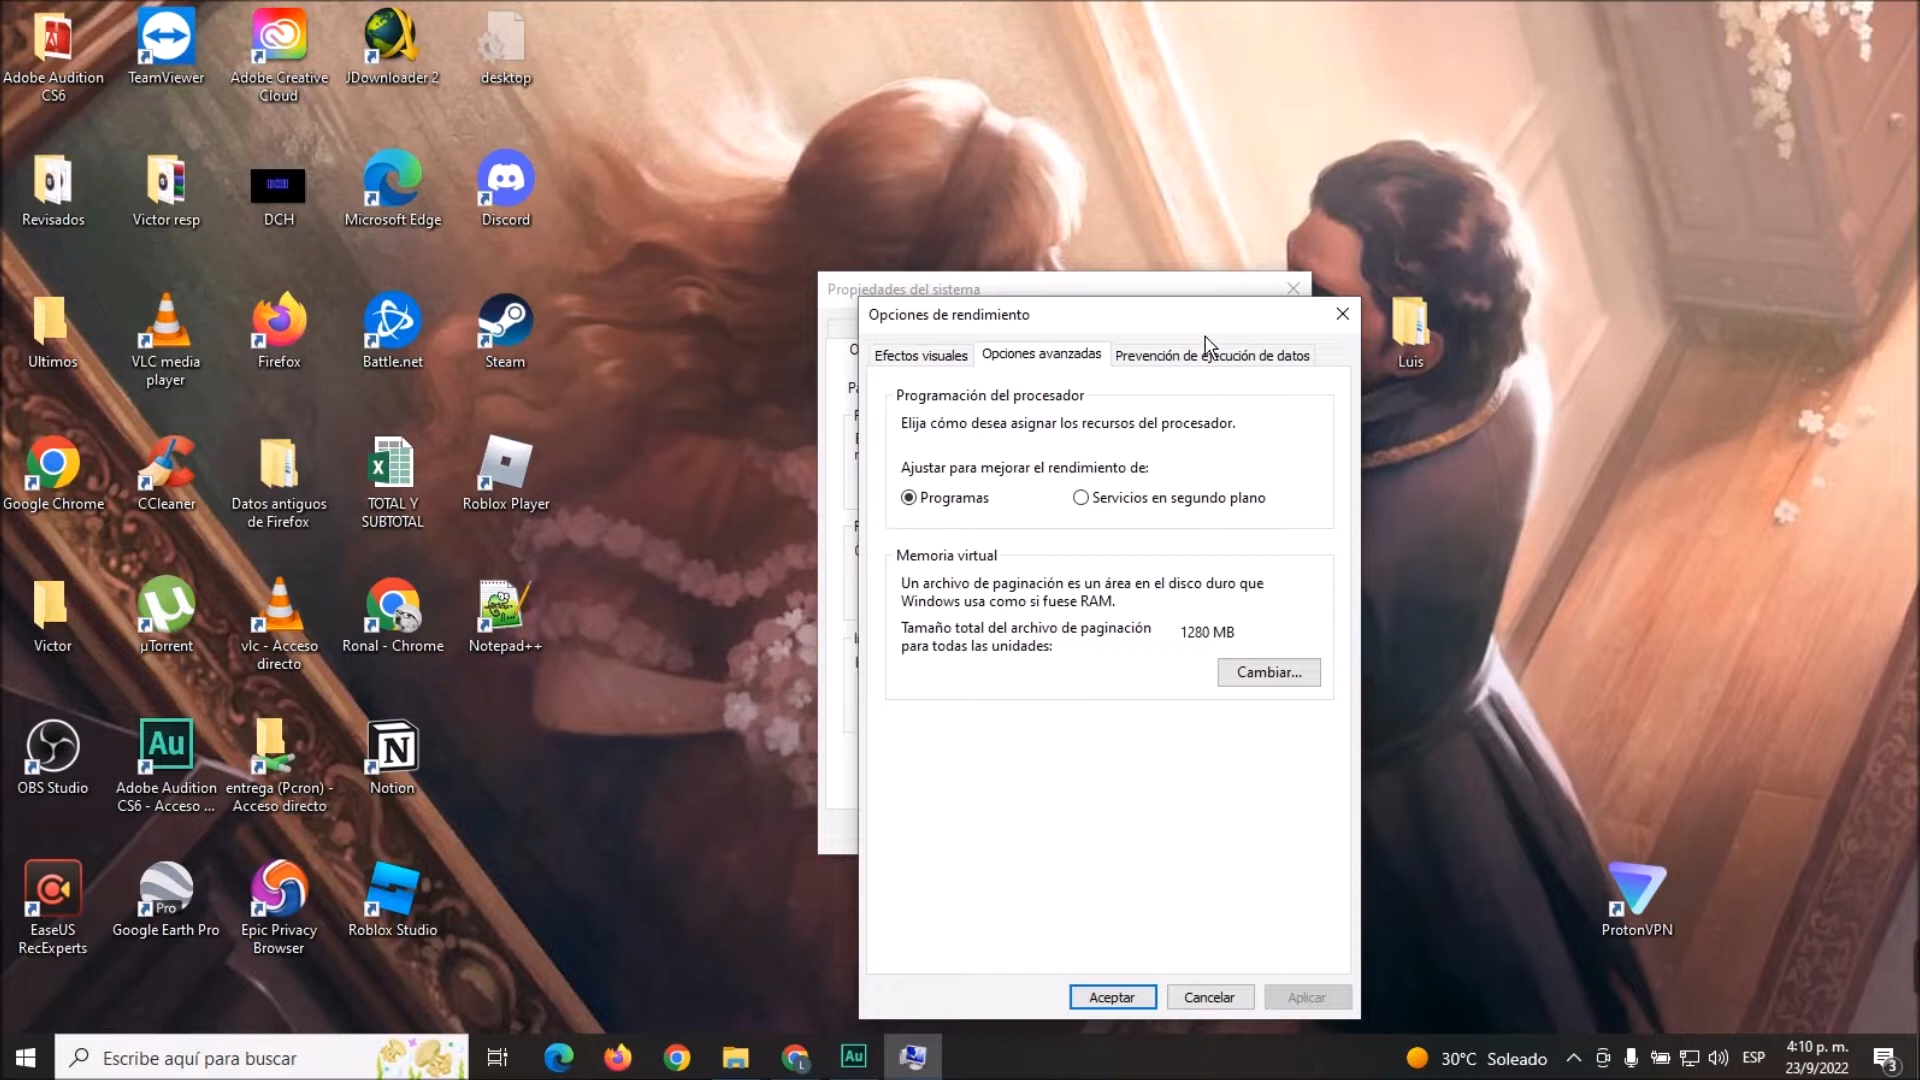 Adobe Audition
CS6
TeamViewer
Adobe Creative
Cloud
JDownloader 2
desktop
Revisados
Victor resp
DCH
DCH
Microsoft Edge
Discord
Ultimos
VLC media
player
Firefox
Battle.net
Steam
Luis
Google Chrome
CCleaner
Datos antiguos
de Firefox
TOTAL Y
SUBTOTAL
Roblox Player
Victor
µTorrent
vlc - Acceso
directo
Ronal - Chrome
Notepad++
OBS Studio
Au
Adobe Audition
CS6 - Acceso ...
entrega (Pcron) -
Acceso directo
Notion
EaseUS
RecExperts
Pro
Google Earth Pro
Epic Privacy
Browser
Roblox Studio
ProtonVPN
Propiedades del sistema
Opciones de rendimiento
Efectos visuales
Opciones avanzadas
Prevención de ejecución de datos
Programación del procesador
Elija cómo desea asignar los recursos del procesador.
Ajustar para mejorar el rendimiento de:
Programas
Servicios en segundo plano
Memoria virtual
Un archivo de paginación es un área en el disco duro que
Windows usa como si fuese RAM.
Tamaño total del archivo de paginación
para todas las unidades:
1280 MB
Cambiar...
Aceptar
Cancelar
Aplicar
Escribe aquí para buscar
L
Au
30°C Soleado
ESP
4:10 p. m.
23/9/2022
3